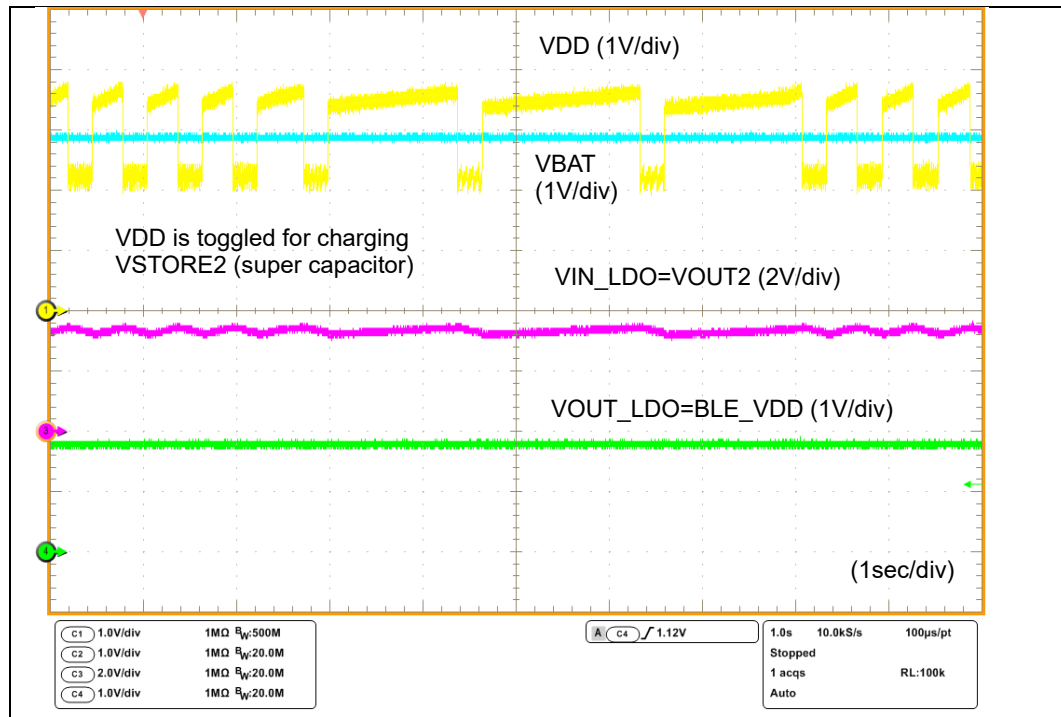 VDD (1V/div)
VBAT
(1V/div)
VDD is toggled for charging
VSTORE2 (super capacitor)
VIN_LDO=VOUT2 (2V/div)
1
VOUT_LDO=BLE_VDD (1V/div)
3
4
(1sec/div)
C1 1.0V/div 1MΩ BW:500M
C2 1.0V/div 1MΩ BW:20.0M
C3 2.0V/div 1MΩ BW:20.0M
C4 1.0V/div 1MΩ BW:20.0M
A C4 1.12V
1.0s 10.0kS/s 100µs/pt
Stopped
1 acqs RL:100k
Auto